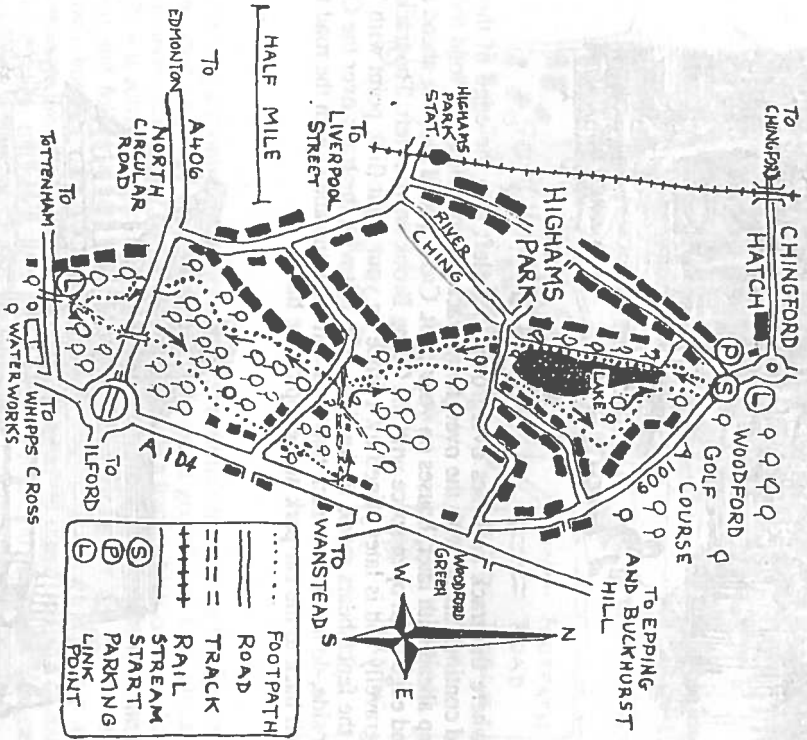 TO
CHINGFORD
CHINGFORD
HATCH
P
S
L
WOODFORD
GOLF
COURSE
A 1009
TO EPPING
AND BUCKHURST
HILL
HIGHAMS
PARK
STAT.
HIGHAMS
PARK
LAKE
RIVER
CHING
TO
LIVERPOOL
STREET
HALF MILE
WOODFORD
GREEN
TO
WANSTEAD
N
W
E
S
TO
EDMONTON
A406
NORTH
CIRCULAR
ROAD
A 104
TO
TOTTENHAM
L
T
WATERWORKS
TO
WHIPPS CROSS
TO
ILFORD
FOOTPATH
ROAD
TRACK
RAIL
STREAM
S START
P PARKING
L LINK
POINT